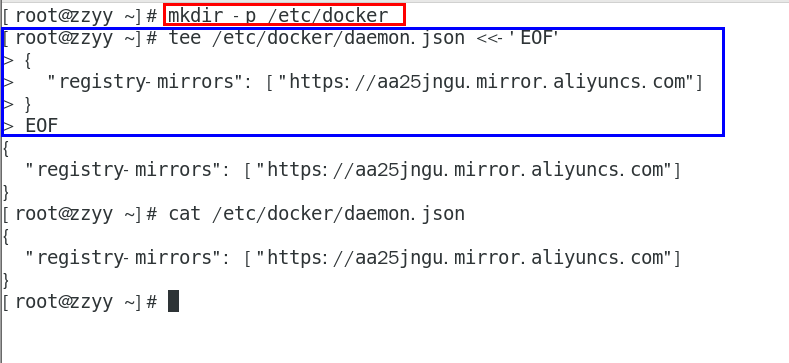 [root@zzyy ~]# mkdir -p /etc/docker
[root@zzyy ~]# tee /etc/docker/daemon.json <<-'EOF'
> {
>   "registry-mirrors": ["https://aa25jngu.mirror.aliyuncs.com"]
> }
> EOF
{
  "registry-mirrors": ["https://aa25jngu.mirror.aliyuncs.com"]
}
[root@zzyy ~]# cat /etc/docker/daemon.json
{
  "registry-mirrors": ["https://aa25jngu.mirror.aliyuncs.com"]
}
[root@zzyy ~]#